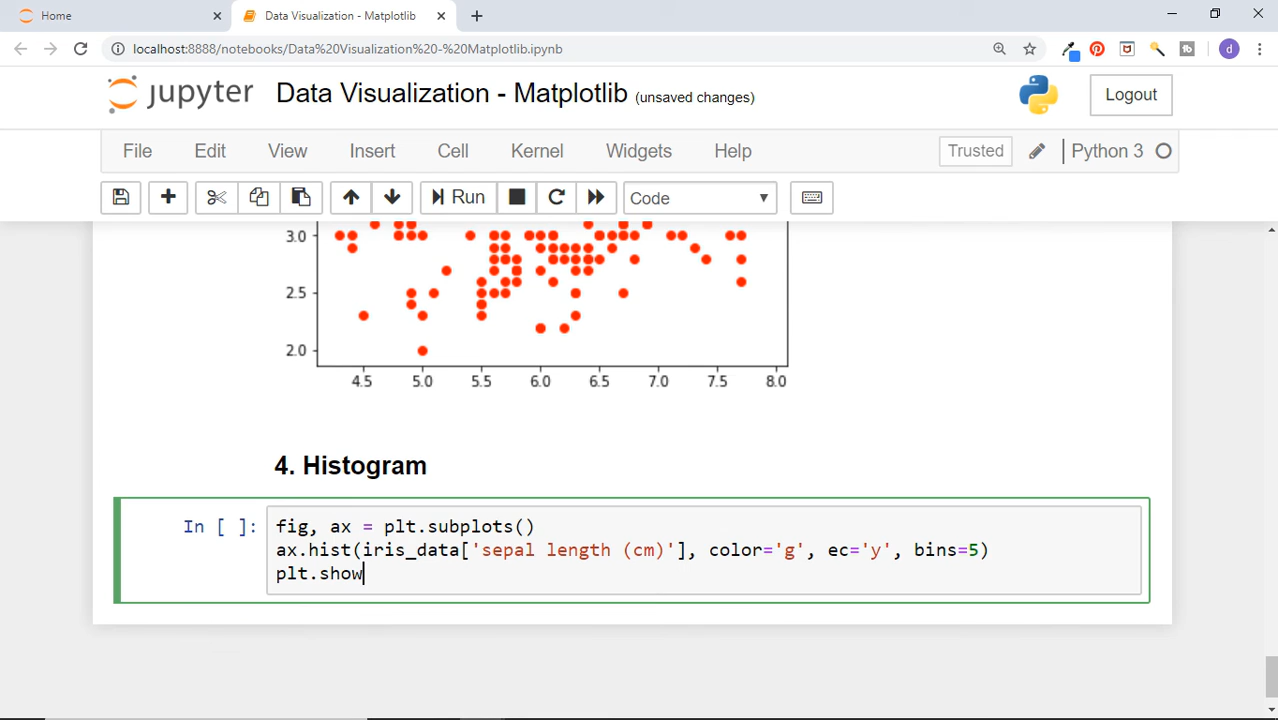 Home
Data Visualization - Matplotlib
localhost:8888/notebooks/Data%20Visualization%20-%20Matplotlib.ipynb
tb
d
jupyter
Data Visualization - Matplotlib (unsaved changes)
Logout
File Edit View Insert Cell Kernel Widgets Help
Trusted
Python 3
Run
Code
3.0
2.5
2.0
4.5 5.0 5.5 6.0 6.5 7.0 7.5 8.0
4. Histogram
In [ ]:
fig, ax = plt.subplots()
ax.hist(iris_data['sepal length (cm)'], color='g', ec='y', bins=5)
plt.show